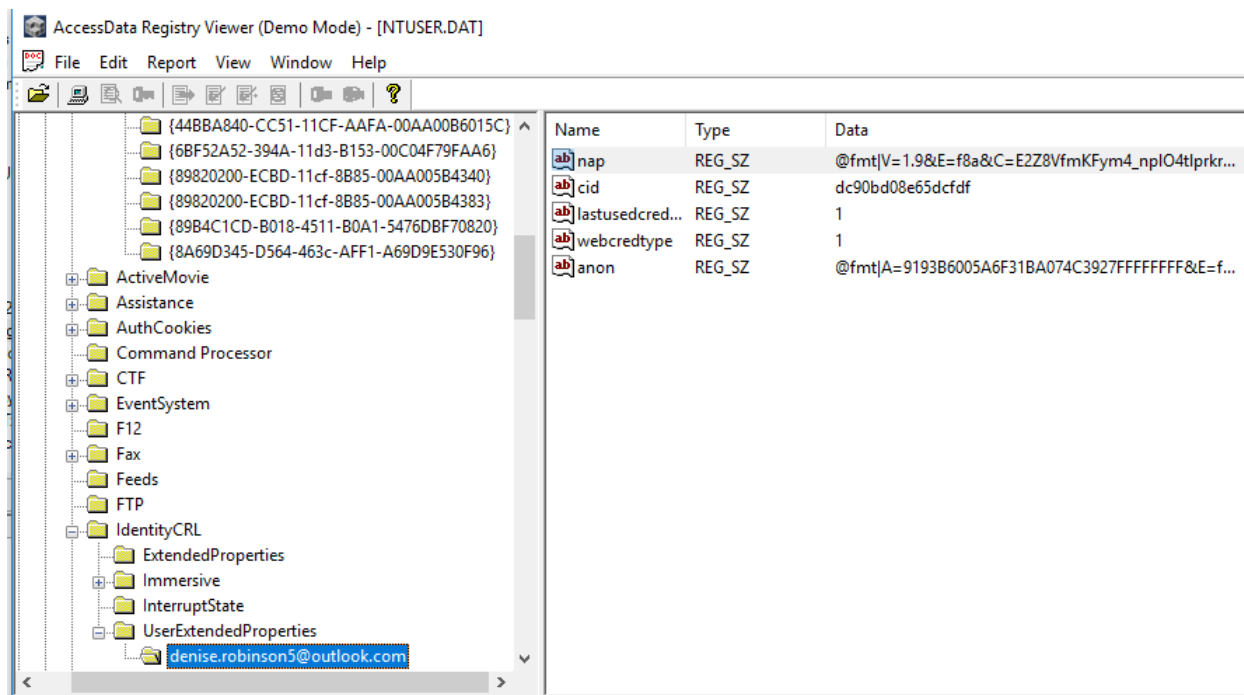 AccessData Registry Viewer (Demo Mode) - [NTUSER.DAT]
File Edit Report View Window Help
{44BBA840-CC51-11CF-AAFA-00AA00B6015C}
{6BF52A52-394A-11d3-B153-00C04F79FAA6}
{89820200-ECBD-11cf-8B85-00AA005B4340}
{89820200-ECBD-11cf-8B85-00AA005B4383}
{89B4C1CD-B018-4511-B0A1-5476DBF70820}
{8A69D345-D564-463c-AFF1-A69D9E530F96}
ActiveMovie
Assistance
AuthCookies
Command Processor
CTF
EventSystem
F12
Fax
Feeds
FTP
IdentityCRL
ExtendedProperties
Immersive
InterruptState
UserExtendedProperties
denise.robinson5@outlook.com
Name Type Data
nap REG_SZ @fmt|V=1.9&E=f8a&C=E2Z8VfmKFym4_npIO4tIprkr...
cid REG_SZ dc90bd08e65dcfdf
lastusedcred... REG_SZ 1
webcredtype REG_SZ 1
anon REG_SZ @fmt|A=9193B6005A6F31BA074C3927FFFFFFFF&E=f...